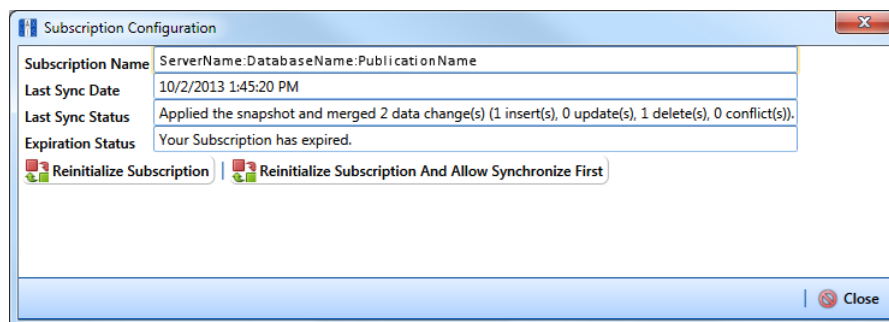 Subscription Configuration
Subscription Name ServerName:DatabaseName:PublicationName
Last Sync Date 10/2/2013 1:45:20 PM
Last Sync Status Applied the snapshot and merged 2 data change(s) (1 insert(s), 0 update(s), 1 delete(s), 0 conflict(s)).
Expiration Status Your Subscription has expired.
Reinitialize Subscription | Reinitialize Subscription And Allow Synchronize First
Close